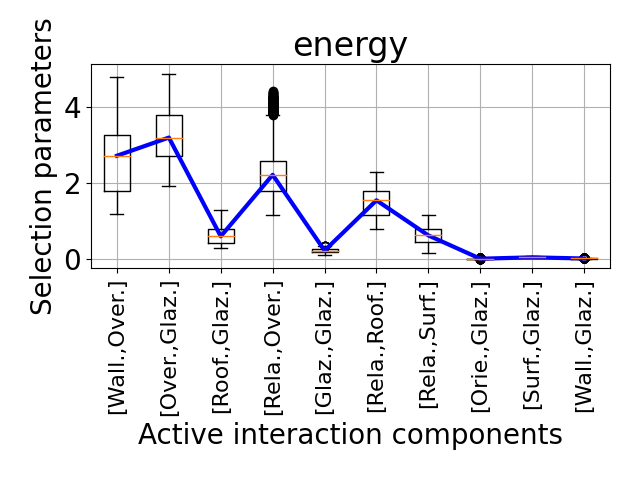 energy
Selection parameters
4
2
0
[Wall.,Over.]
[Over.,Glaz.]
[Roof.,Glaz.]
[Rela.,Over.]
[Glaz.,Glaz.]
[Rela.,Roof.]
[Rela.,Surf.]
[Orie.,Glaz.]
[Surf.,Glaz.]
[Wall.,Glaz.]
Active interaction components